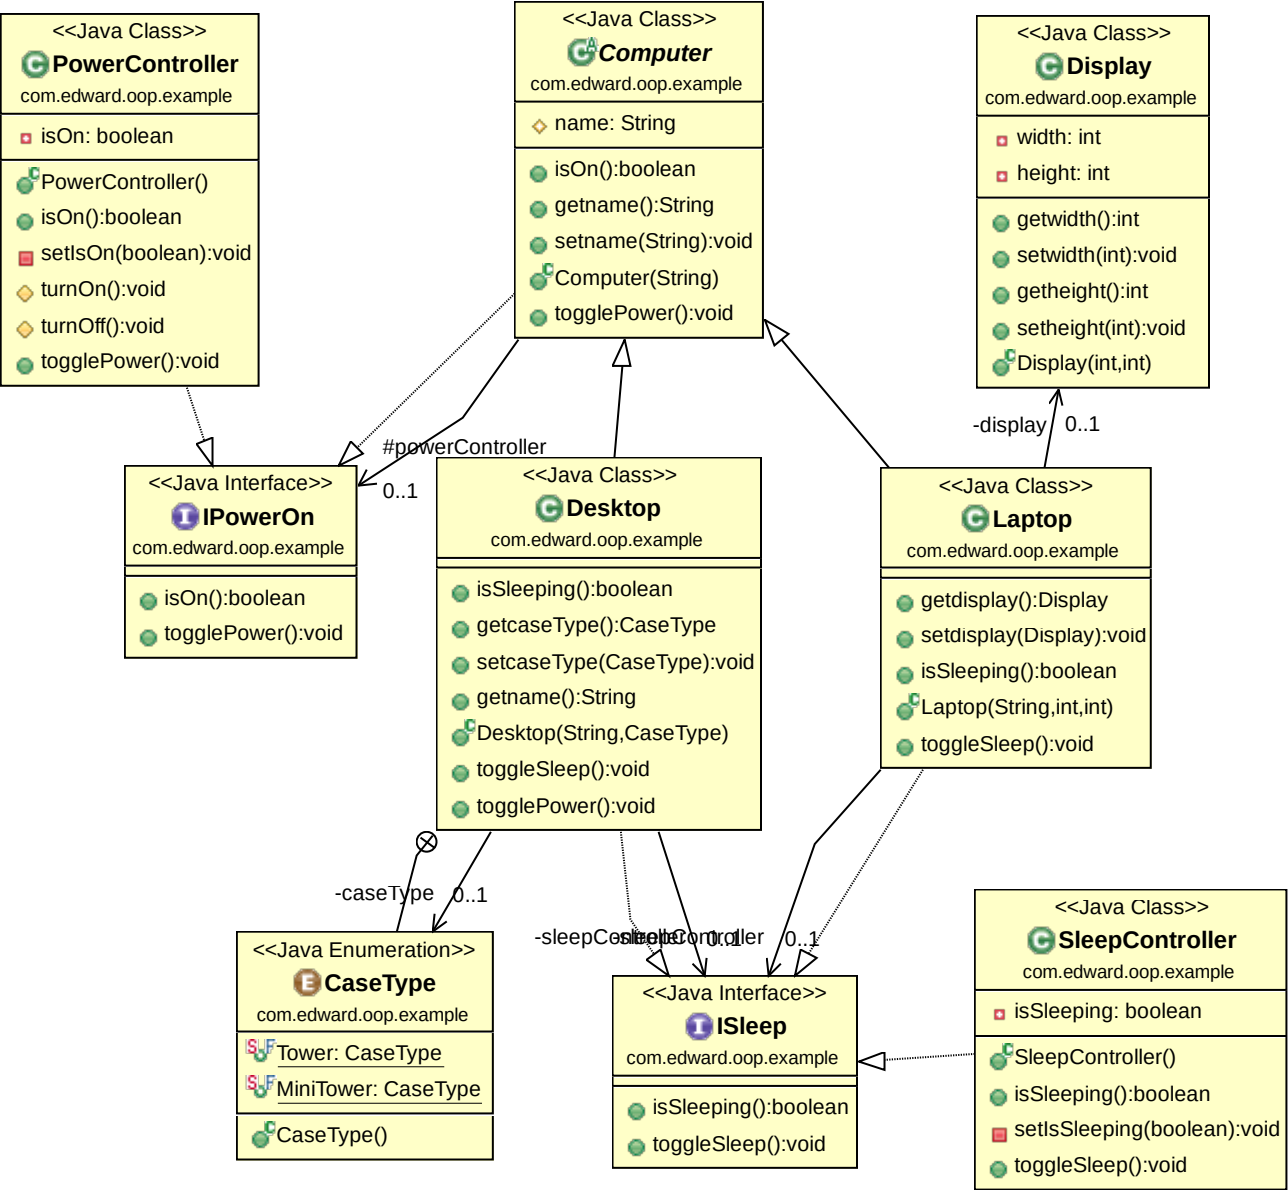 <<Java Class>>
PowerController
com.edward.oop.example
isOn: boolean
PowerController()
isOn():boolean
setIsOn(boolean):void
turnOn():void
turnOff():void
togglePower():void
<<Java Class>>
Computer
com.edward.oop.example
name: String
isOn():boolean
getname():String
setname(String):void
Computer(String)
togglePower():void
<<Java Class>>
Display
com.edward.oop.example
width: int
height: int
getwidth():int
setwidth(int):void
getheight():int
setheight(int):void
Display(int,int)
-display
0..1
#powerController
0..1
<<Java Interface>>
IPowerOn
com.edward.oop.example
isOn():boolean
togglePower():void
<<Java Class>>
Desktop
com.edward.oop.example
isSleeping():boolean
getcaseType():CaseType
setcaseType(CaseType):void
getname():String
Desktop(String,CaseType)
toggleSleep():void
togglePower():void
<<Java Class>>
Laptop
com.edward.oop.example
getdisplay():Display
setdisplay(Display):void
isSleeping():boolean
Laptop(String,int,int)
toggleSleep():void
-caseType
0..1
-sleepController
0..1
-sleepController
0..1
<<Java Enumeration>>
CaseType
com.edward.oop.example
Tower: CaseType
MiniTower: CaseType
CaseType()
<<Java Interface>>
ISleep
com.edward.oop.example
isSleeping():boolean
toggleSleep():void
<<Java Class>>
SleepController
com.edward.oop.example
isSleeping: boolean
SleepController()
isSleeping():boolean
setIsSleeping(boolean):void
toggleSleep():void